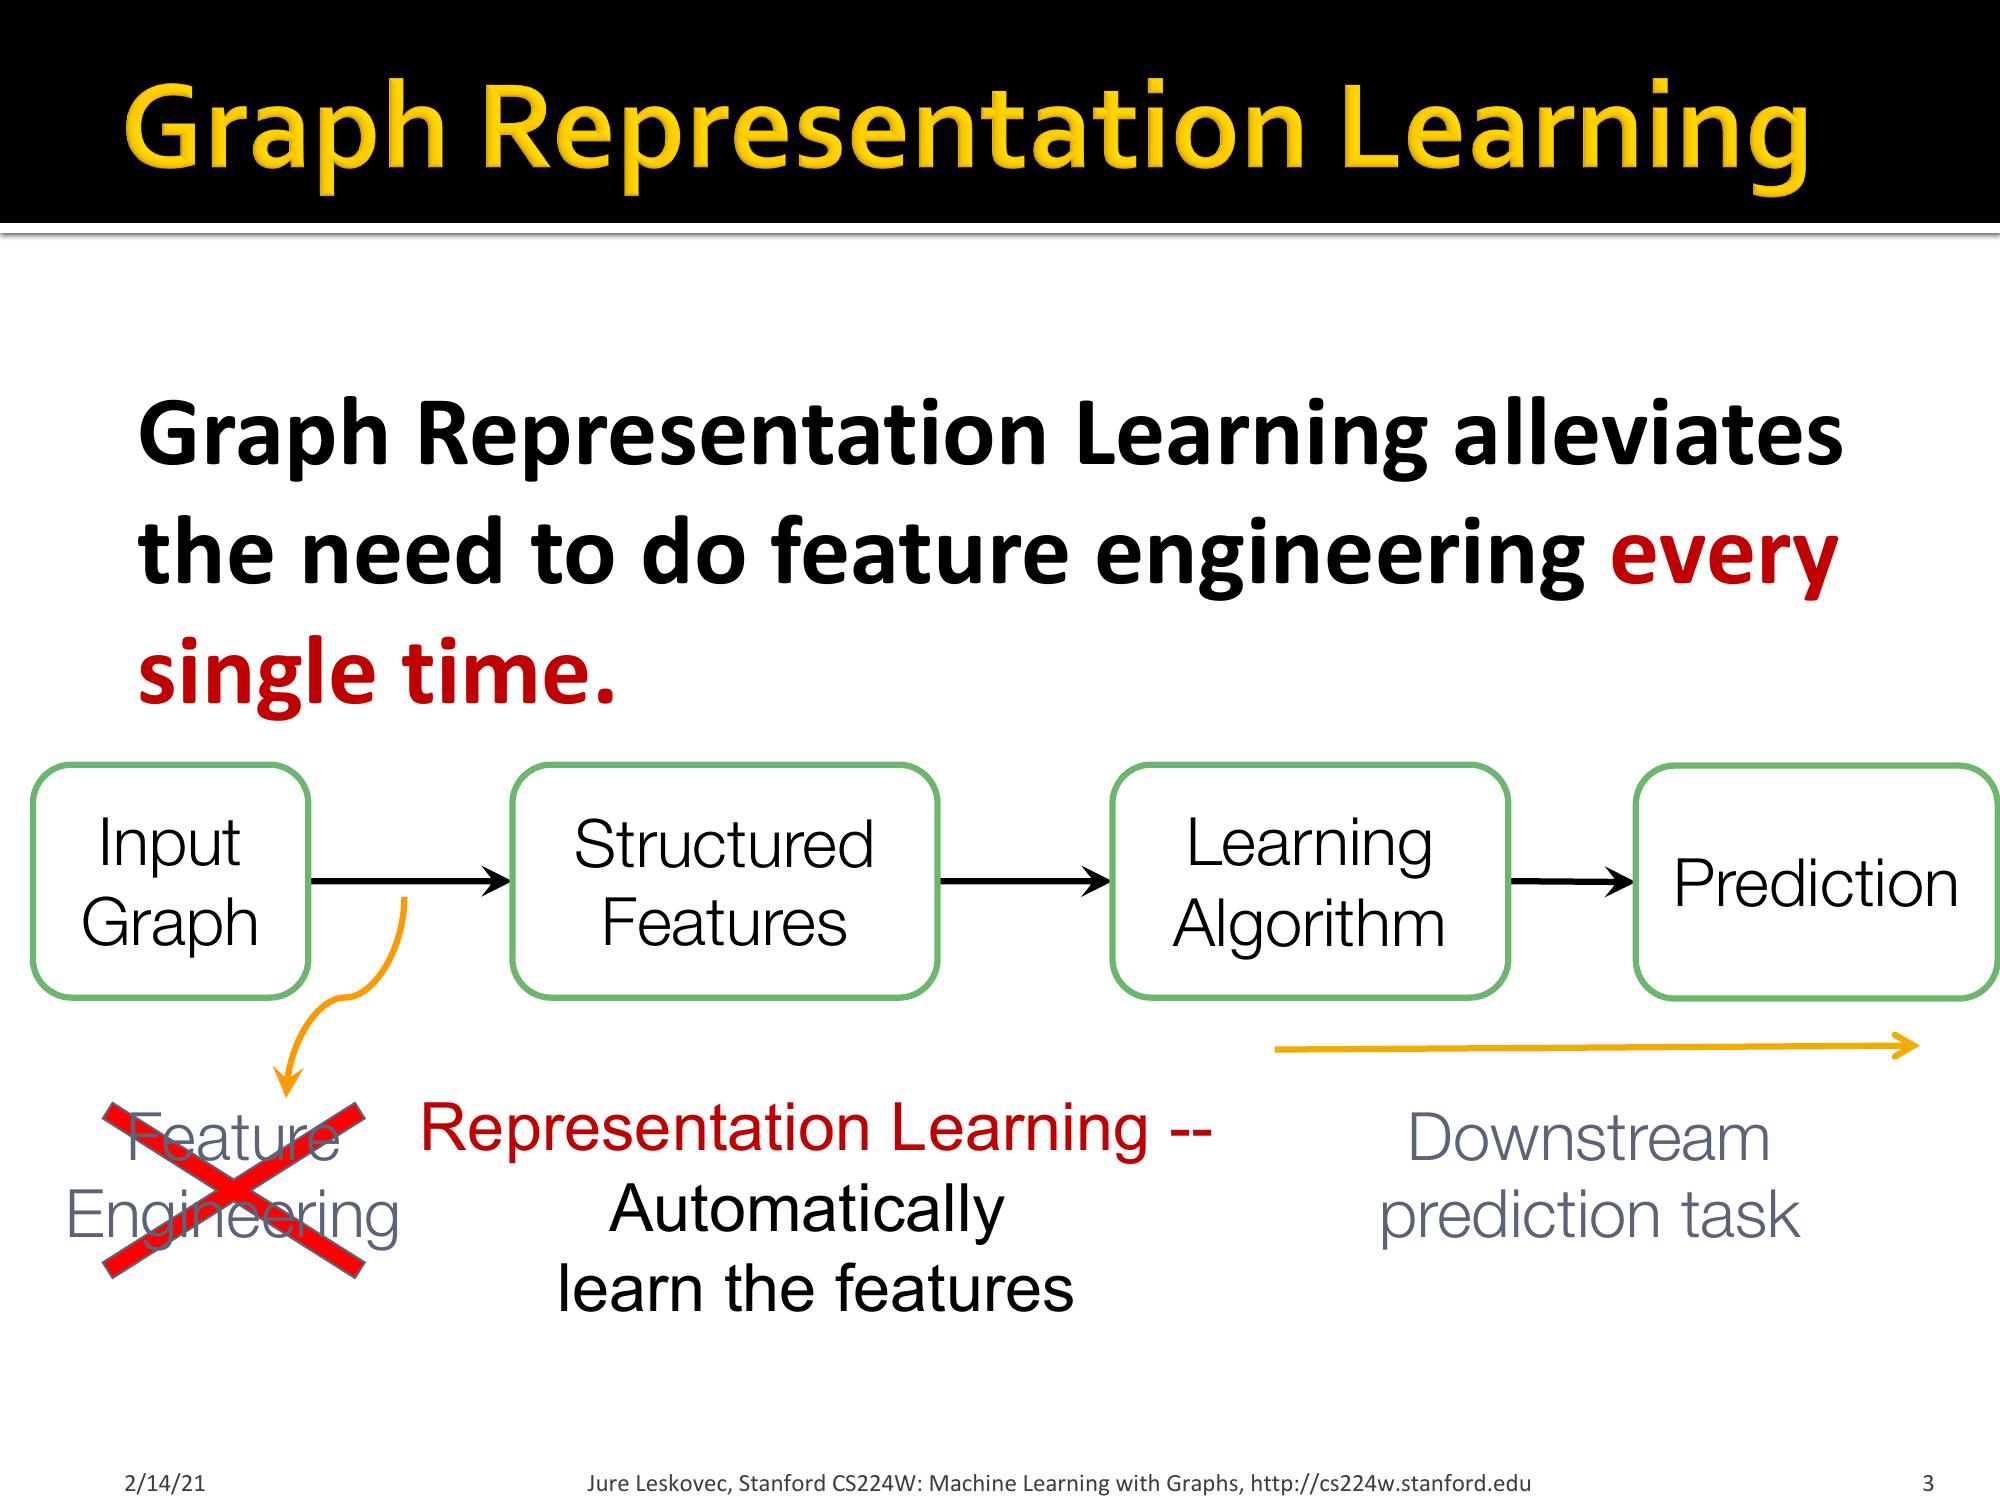 Graph Representation Learning
Graph Representation Learning alleviates
the need to do feature engineering every
single time.
Input
Graph
Structured
Features
Learning
Algorithm
Prediction
Feature
Engineering
Representation Learning --
Automatically
learn the features
Downstream
prediction task
2/14/21
Jure Leskovec, Stanford CS224W: Machine Learning with Graphs, http://cs224w.stanford.edu
3